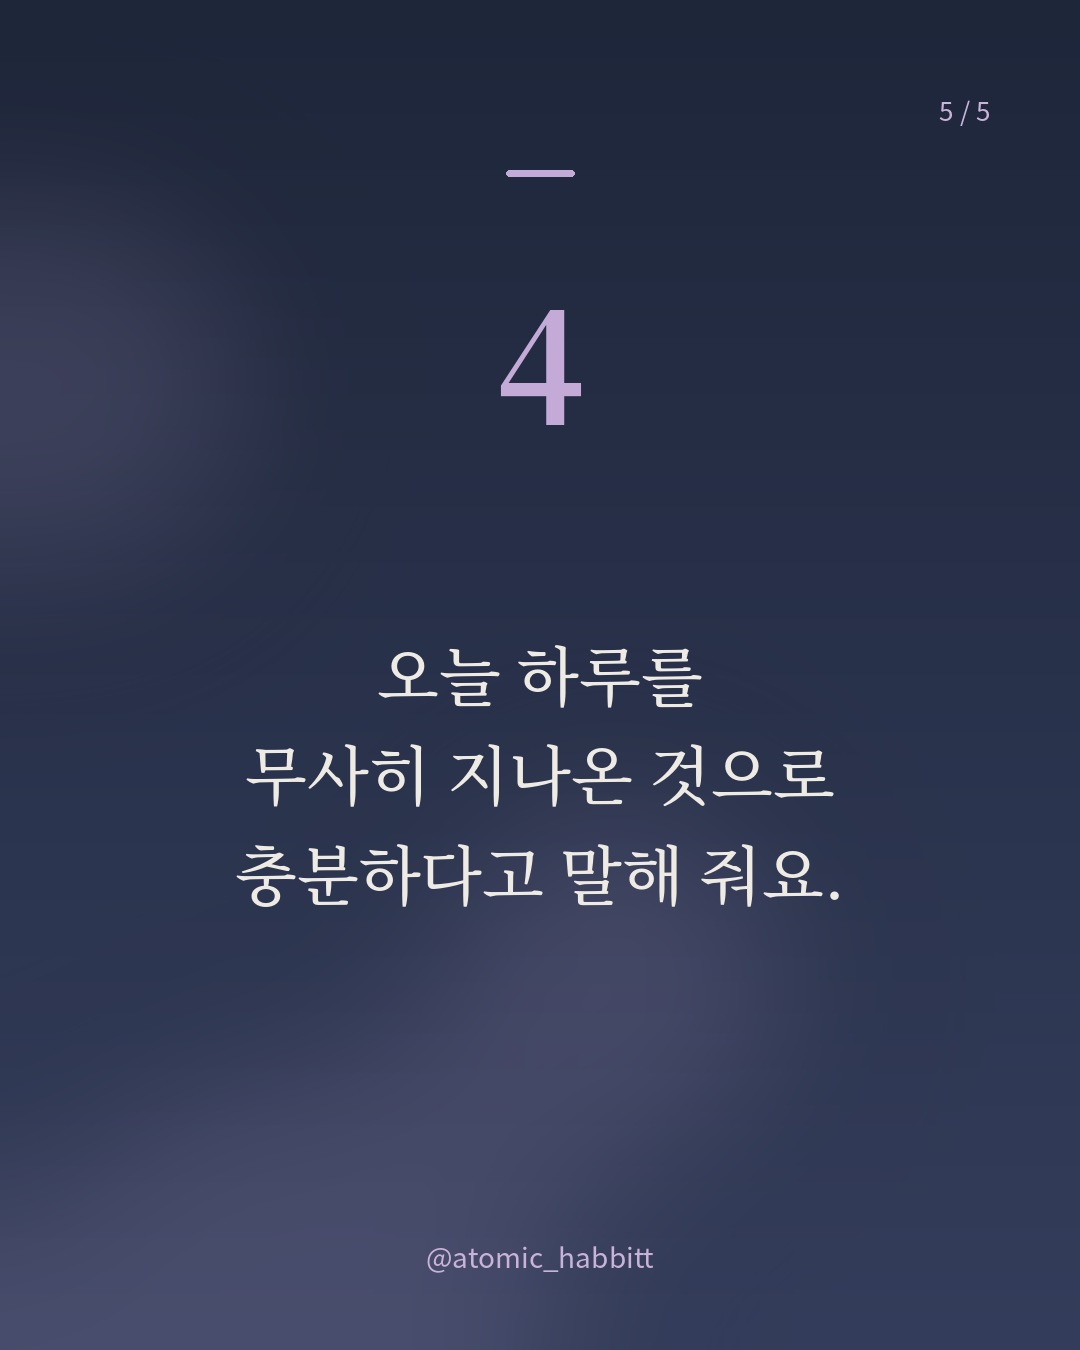 5 / 5
4
오늘 하루를
무사히 지나온 것으로
충분하다고 말해 줘요.
@atomic_habbitt